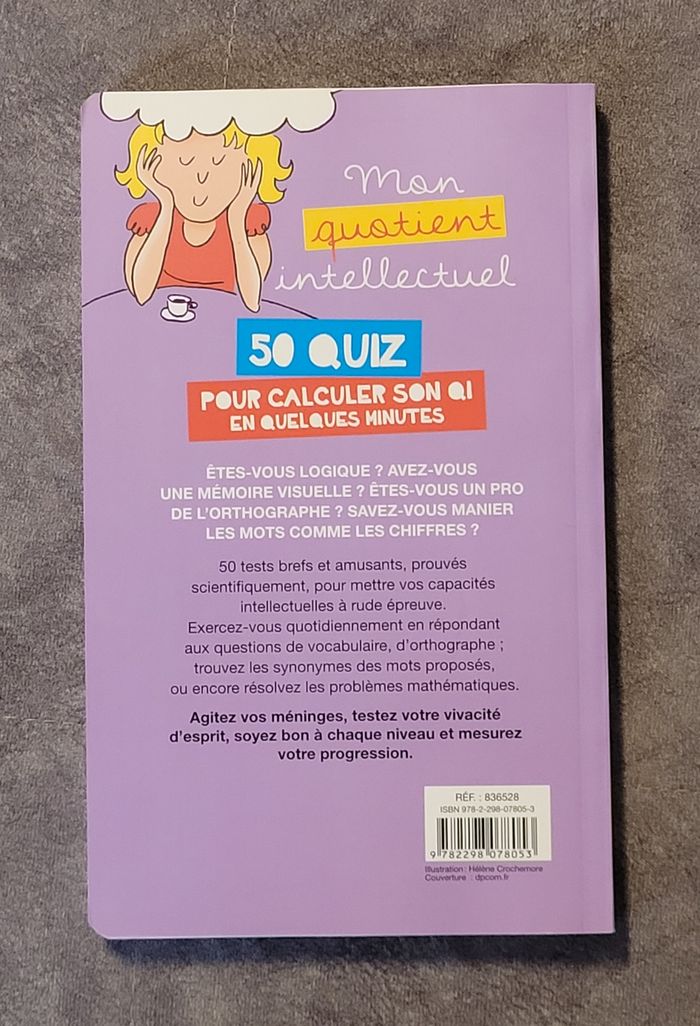 Mon
quotient
intellectuel
50 QUIZ
POUR CALCULER SON QI
EN QUELQUES MINUTES
ÊTES-VOUS LOGIQUE ? AVEZ-VOUS
UNE MÉMOIRE VISUELLE ? ÊTES-VOUS UN PRO
DE L'ORTHOGRAPHE ? SAVEZ-VOUS MANIER
LES MOTS COMME LES CHIFFRES ?
50 tests brefs et amusants, prouvés
scientifiquement, pour mettre vos capacités
intellectuelles à rude épreuve.
Exercez-vous quotidiennement en répondant
aux questions de vocabulaire, d'orthographe ;
trouvez les synonymes des mots proposés,
ou encore résolvez les problèmes mathématiques.
Agitez vos méninges, testez votre vivacité
d'esprit, soyez bon à chaque niveau et mesurez
votre progression.
RÉF. : 836528
ISBN 978-2-298-07805-3
9 782298 078053
Illustration : Hélène Crochemore
Couverture : dpcom.fr